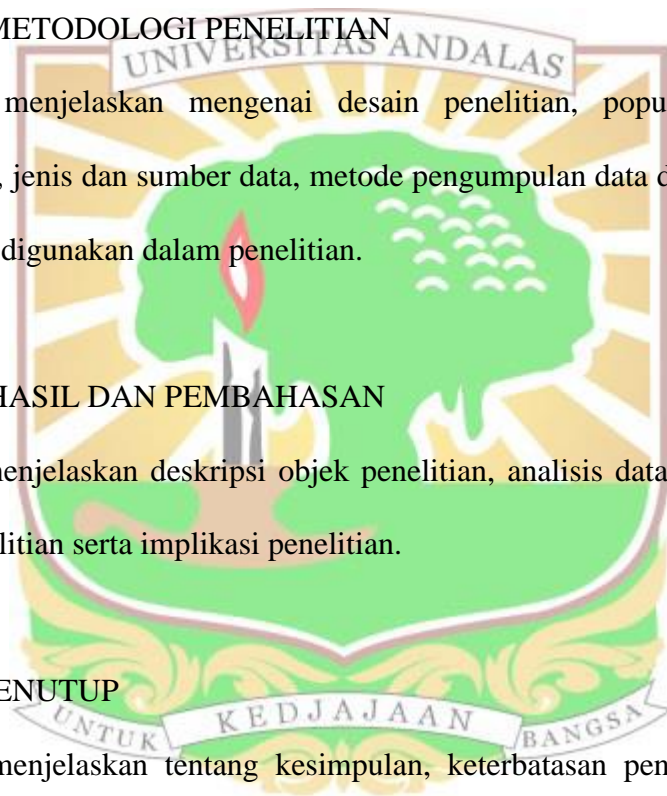 METODOLOGI PENELITIAN
UNIVERSITAS ANDALAS
menjelaskan mengenai desain penelitian, popu
, jenis dan sumber data, metode pengumpulan data d
digunakan dalam penelitian.
HASIL DAN PEMBAHASAN
menjelaskan deskripsi objek penelitian, analisis data
litian serta implikasi penelitian.
ENUTUP
UNTUK KEDJAJAAN BANGSA
menjelaskan tentang kesimpulan, keterbatasan pen